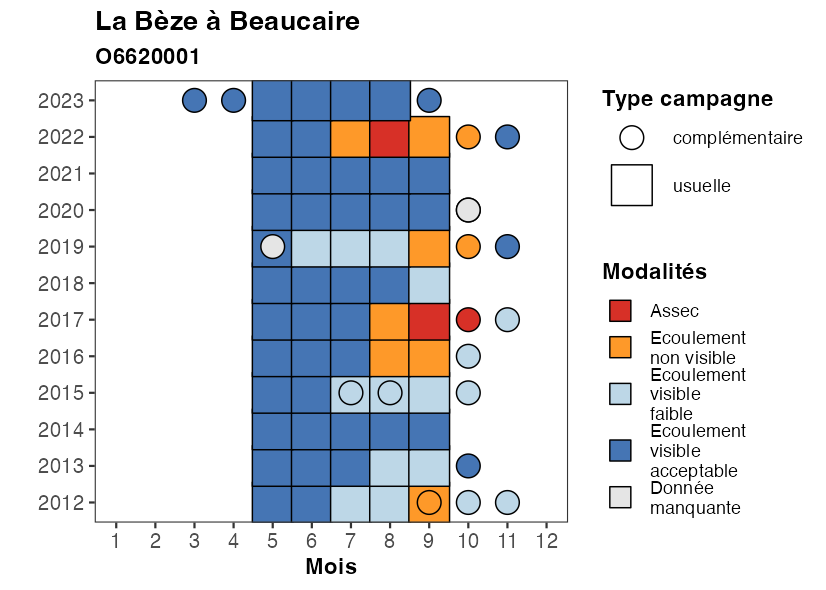 La Bèze à Beaucaire
O6620001
2023
2022
2021
2020
2019
2018
2017
2016
2015
2014
2013
2012
1 2 3 4 5 6 7 8 9 10 11 12
Mois
Type campagne
complémentaire
usuelle
Modalités
Assec
Ecoulement
non visible
Ecoulement
visible
faible
Ecoulement
visible
acceptable
Donnée
manquante